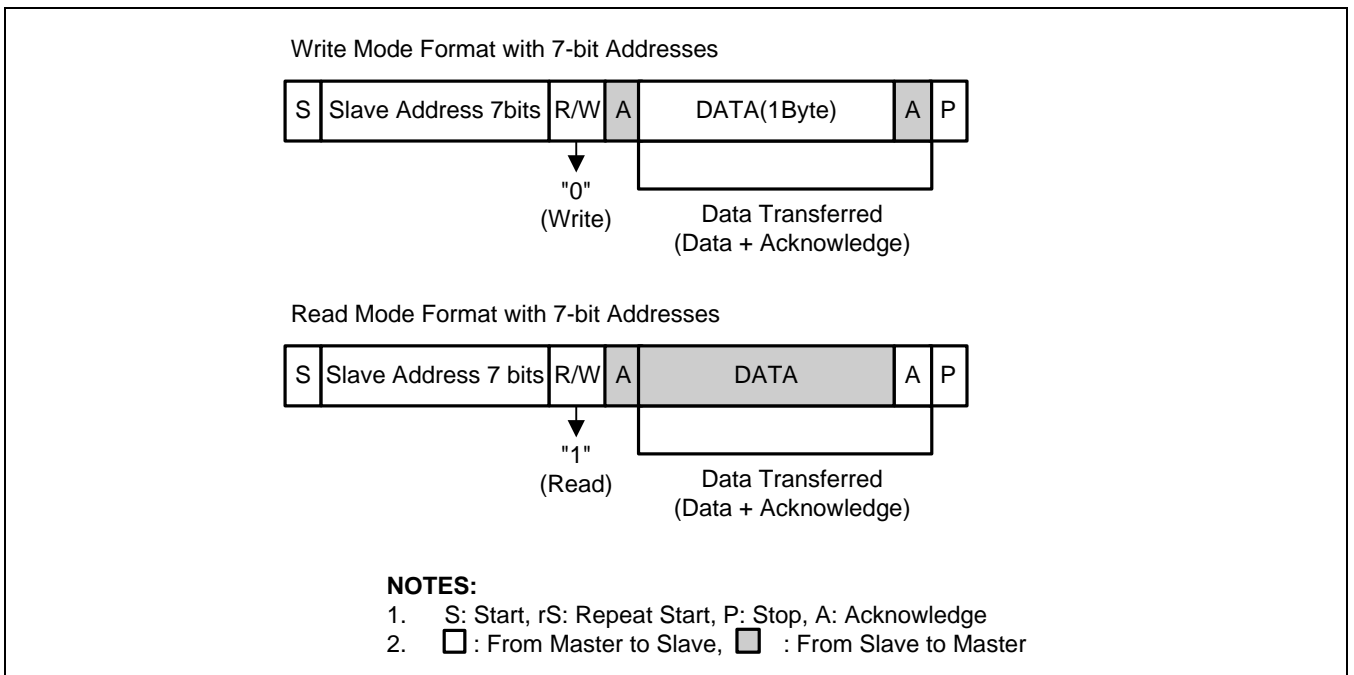 Write Mode Format with 7-bit Addresses
S Slave Address 7bits R/W A DATA(1Byte) A P
"0"
(Write)
Data Transferred
(Data + Acknowledge)
Read Mode Format with 7-bit Addresses
S Slave Address 7 bits R/W A DATA A P
"1"
(Read)
Data Transferred
(Data + Acknowledge)
NOTES:
1. S: Start, rS: Repeat Start, P: Stop, A: Acknowledge
2. : From Master to Slave, : From Slave to Master